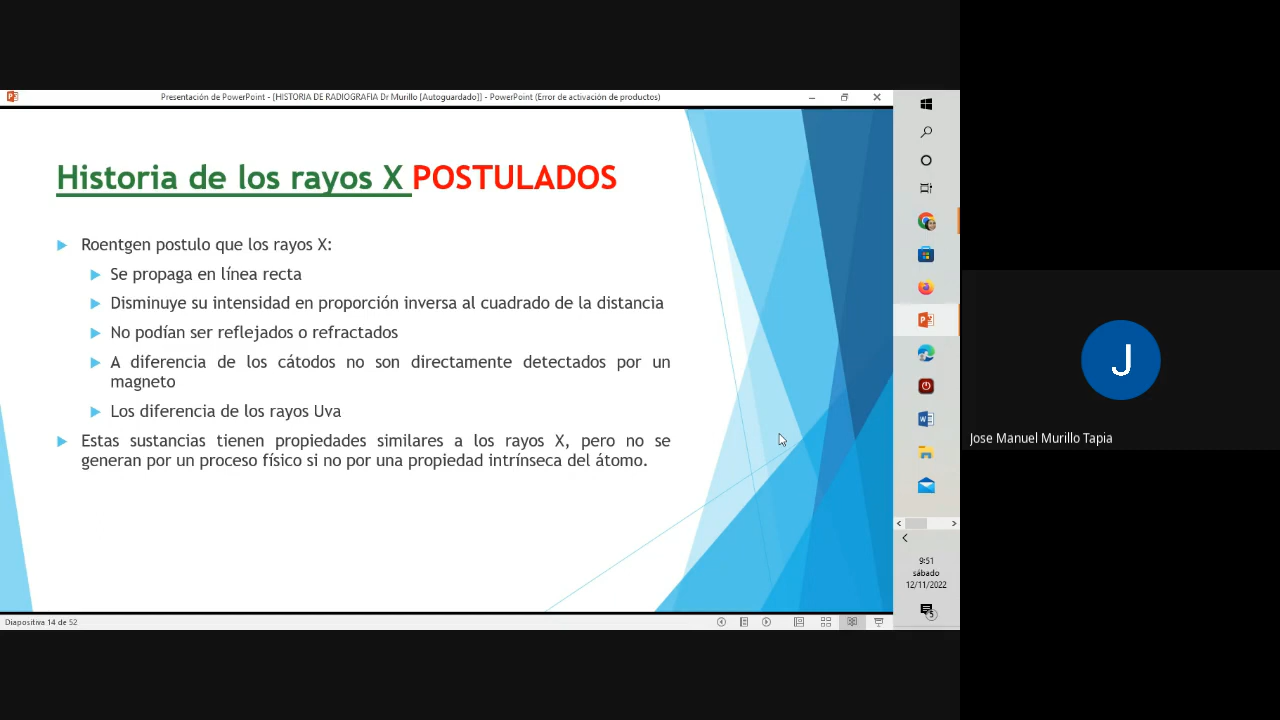 Presentación de PowerPoint - [HISTORIA DE RADIOGRAFIA Dr Murillo [Autoguardado]] - PowerPoint (Error de activación de productos)
Historia de los rayos X POSTULADOS
Roentgen postulo que los rayos X:
Se propaga en línea recta
Disminuye su intensidad en proporción inversa al cuadrado de la distancia
No podían ser reflejados o refractados
A diferencia de los cátodos no son directamente detectados por un
magneto
Los diferencia de los rayos Uva
Estas sustancias tienen propiedades similares a los rayos X, pero no se
generan por un proceso físico si no por una propiedad intrínseca del átomo.
Diapositiva 14 de 52
9:51
sábado
12/11/2022
5
J
Jose Manuel Murillo Tapia